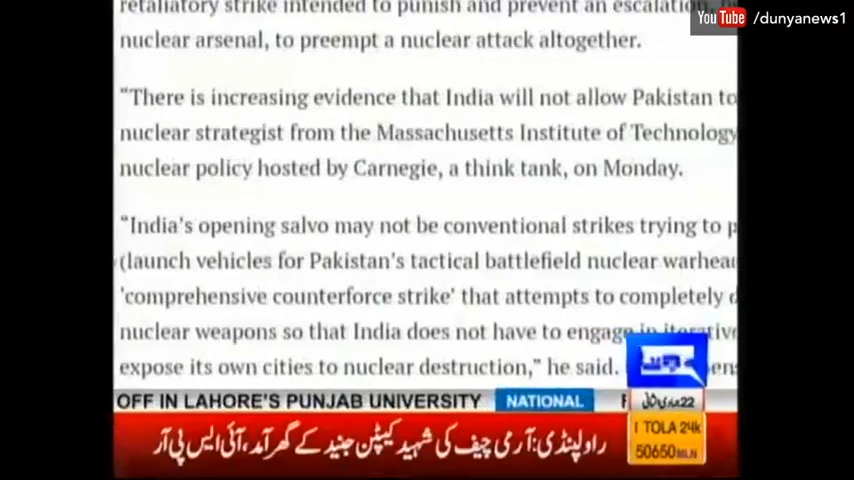 retaliatory strike intended to punish and prevent an escalation,
YouTube /dunyanews1
nuclear arsenal, to preempt a nuclear attack altogether.
“There is increasing evidence that India will not allow Pakistan to
nuclear strategist from the Massachusetts Institute of Technology
nuclear policy hosted by Carnegie, a think tank, on Monday.
“India’s opening salvo may not be conventional strikes trying to p
(launch vehicles for Pakistan’s tactical battlefield nuclear warhea
'comprehensive counterforce strike' that attempts to completely d
nuclear weapons so that India does not have to engage in iterative
expose its own cities to nuclear destruction,” he said. ens
OFF IN LAHORE'S PUNJAB UNIVERSITY NATIONAL F
راولپنڈی: آرمی چیف کی شہید کیپٹن جنید کے گھر آمد، آئی ایس پی آر
1 TOLA 24k
50650 MLN